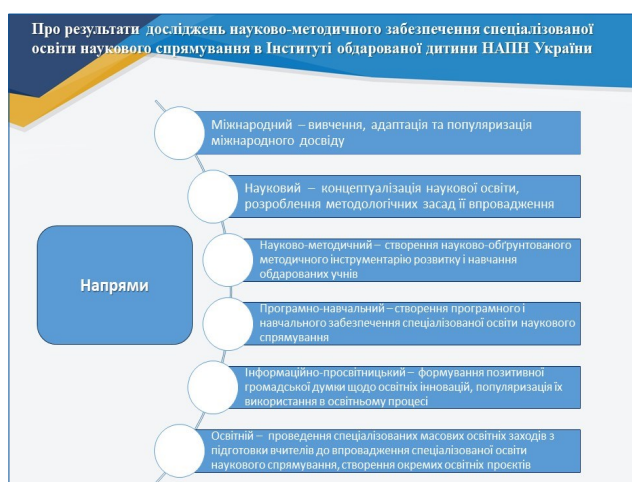 Про результати досліджень науково-методичного забезпечення спеціалізованої
освіти наукового спрямування в Інституті обдарованої дитини НАПН України
Напрями
Міжнародний – вивчення, адаптація та популяризація
міжнародного досвіду
Науковий – концептуалізація наукової освіти,
розроблення методологічних засад її впровадження
Науково-методичний – створення науково-обґрунтованого
методичного інструментарію розвитку і навчання
обдарованих учнів
Програмно-навчальний – створення програмного і
навчального забезпечення спеціалізованої освіти наукового
спрямування
Інформаційно-просвітницький – формування позитивної
громадської думки щодо освітніх інновацій, популяризація їх
використання в освітньому процесі
Освітній – проведення спеціалізованих масових освітніх заходів з
підготовки вчителів до впровадження спеціалізованої освіти
наукового спрямування, створення окремих освітніх проєктів